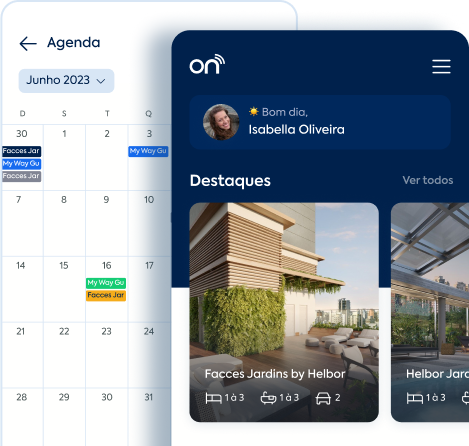 Agenda
Junho 2023
D S T Q
30 1 2 3
Facces Jar
My Way Gu
My Way Gu
Facces Jar
7 8 9 10
14 15 16 17
My Way Gu
Facces Jar
21 22 23 24
28 29 30 31
on
Bom dia,
Isabella Oliveira
Destaques
Ver todos
Facces Jardins by Helbor
1 à 3 1 à 3 2
Helbor Jard
1 à 3